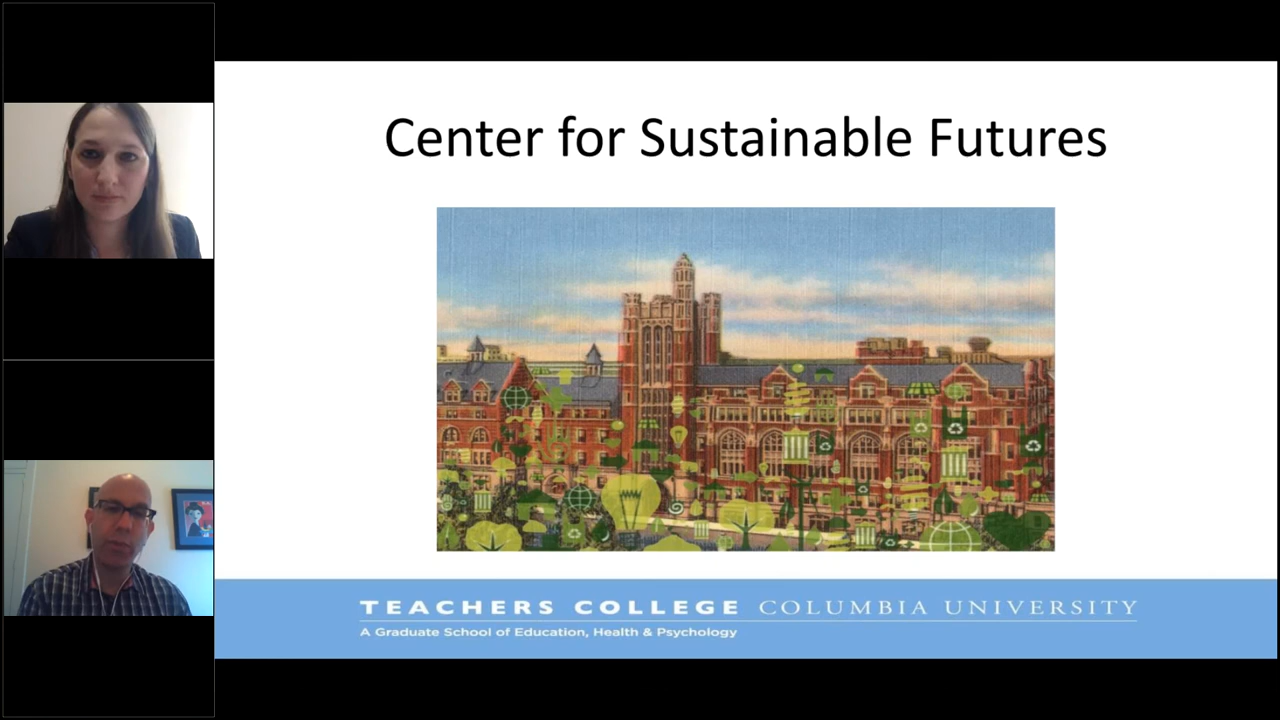 Center for Sustainable Futures
TEACHERS COLLEGE COLUMBIA UNIVERSITY
A Graduate School of Education, Health & Psychology